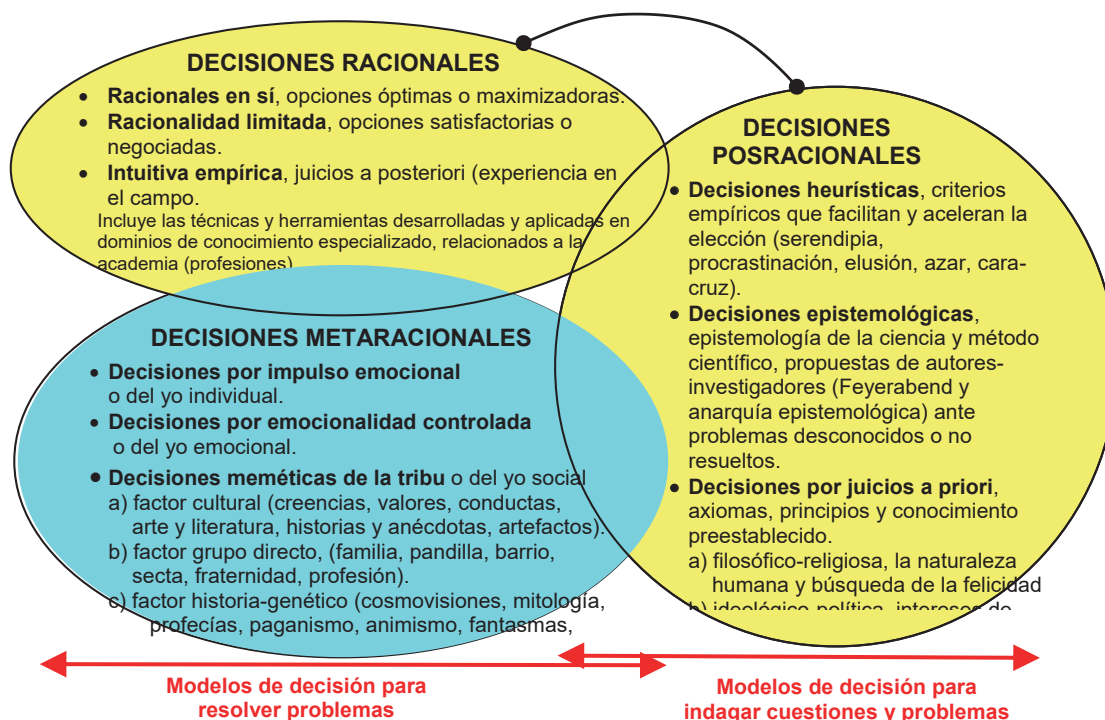 DECISIONES RACIONALES
• Racionales en sí, opciones óptimas o maximizadoras.
• Racionalidad limitada, opciones satisfactorias o
negociadas.
• Intuitiva empírica, juicios a posteriori (experiencia en
el campo.
Incluye las técnicas y herramientas desarrolladas y aplicadas en
dominios de conocimiento especializado, relacionados a la
academia (profesiones)
DECISIONES METARACIONALES
• Decisiones por impulso emocional
o del yo individual.
• Decisiones por emocionalidad controlada
o del yo emocional.
• Decisiones meméticas de la tribu o del yo social
a) factor cultural (creencias, valores, conductas,
arte y literatura, historias y anécdotas, artefactos).
b) factor grupo directo, (familia, pandilla, barrio,
secta, fraternidad, profesión).
c) factor historia-genético (cosmovisiones, mitología,
profecías, paganismo, animismo, fantasmas,
DECISIONES
POSRACIONALES
• Decisiones heurísticas, criterios
empíricos que facilitan y aceleran la
elección (serendipia,
procrastinación, elusión, azar, cara-
cruz).
• Decisiones epistemológicas,
epistemología de la ciencia y método
científico, propuestas de autores-
investigadores (Feyerabend y
anarquía epistemológica) ante
problemas desconocidos o no
resueltos.
• Decisiones por juicios a priori,
axiomas, principios y conocimiento
preestablecido.
a) filosófico-religiosa, la naturaleza
humana y búsqueda de la felicidad
b) ideológico-política, intereses de
Modelos de decisión para
resolver problemas
Modelos de decisión para
indagar cuestiones y problemas